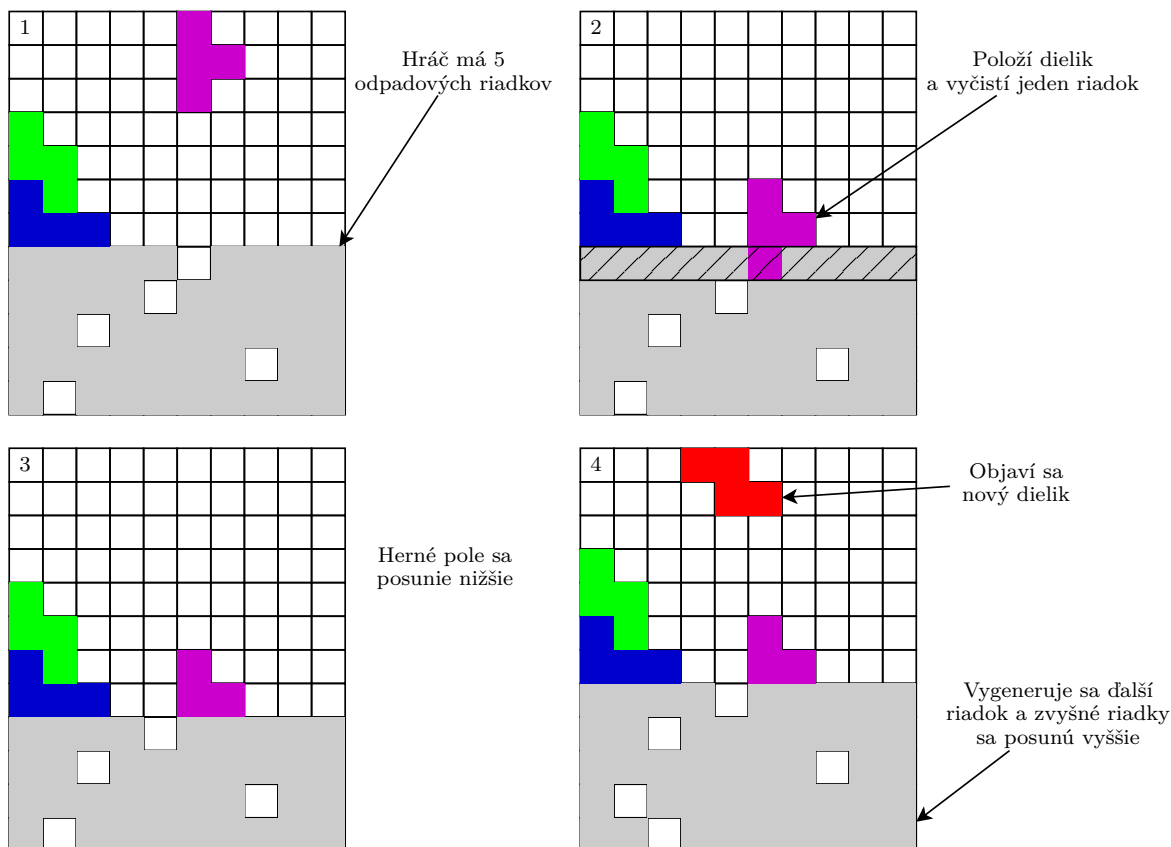 1
Hráč má 5
odpadových riadkov
2
Položí dielik
a vyčistí jeden riadok
3
Herné pole sa
posunie nižšie
4
Objaví sa
nový dielik
Vygeneruje sa ďalší
riadok a zvyšné riadky
sa posunú vyššie